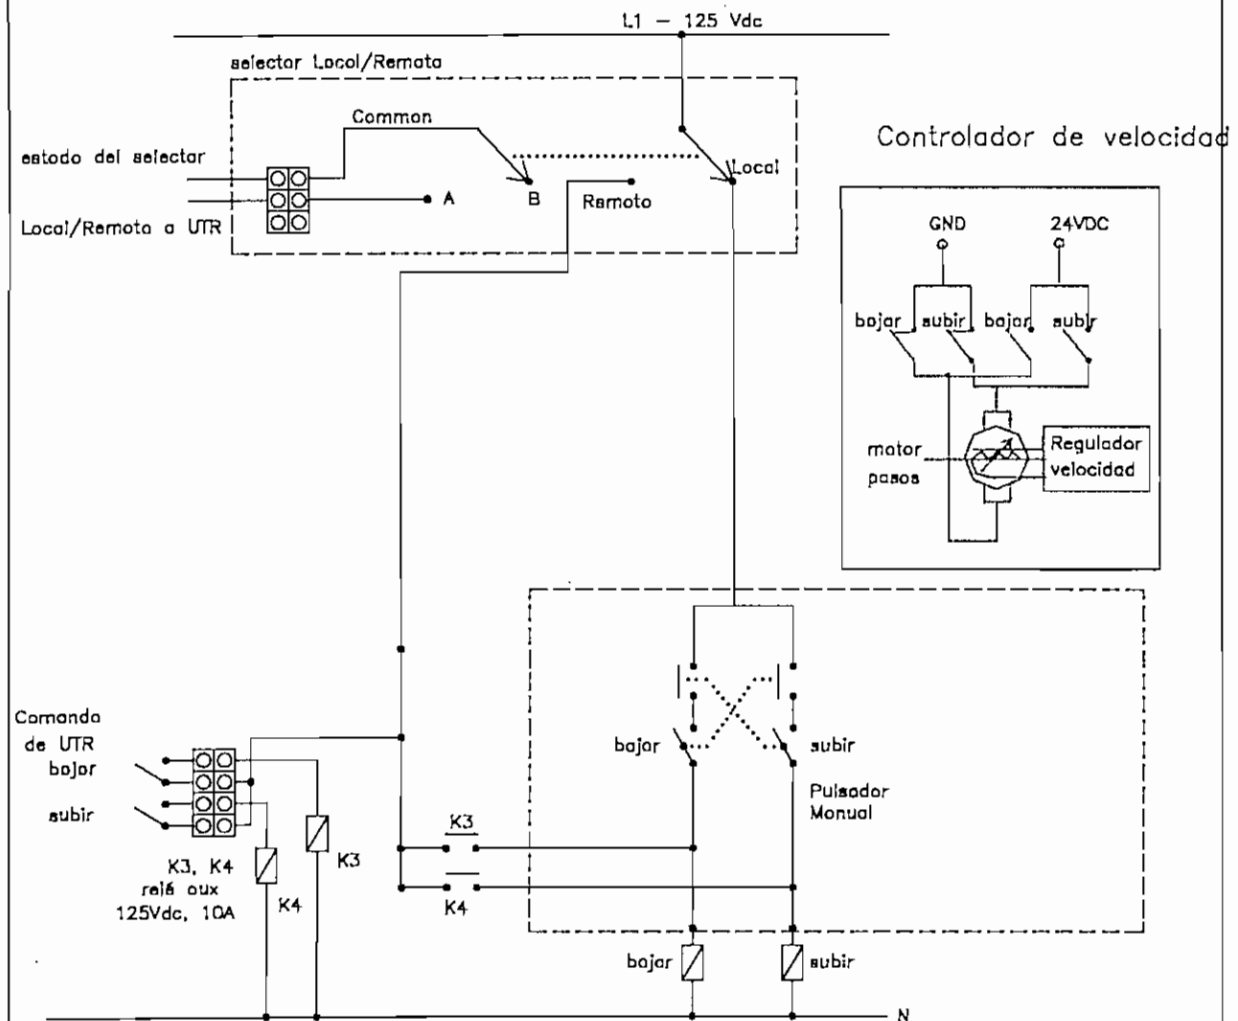 L1 - 125 Vdc
selector Local/Remoto
Common
estado del selector
Local/Remoto a UTR
A
B
Remoto
Local
Controlador de velocidad
GND
24VDC
bajar
subir
bajar
subir
motor
pasos
Regulador
velocidad
Comando
de UTR
bajar
subir
K3, K4
relé aux
125Vdc, 10A
K4
K3
K3
K4
bajar
subir
Pulsador
Manual
bajar
subir
N